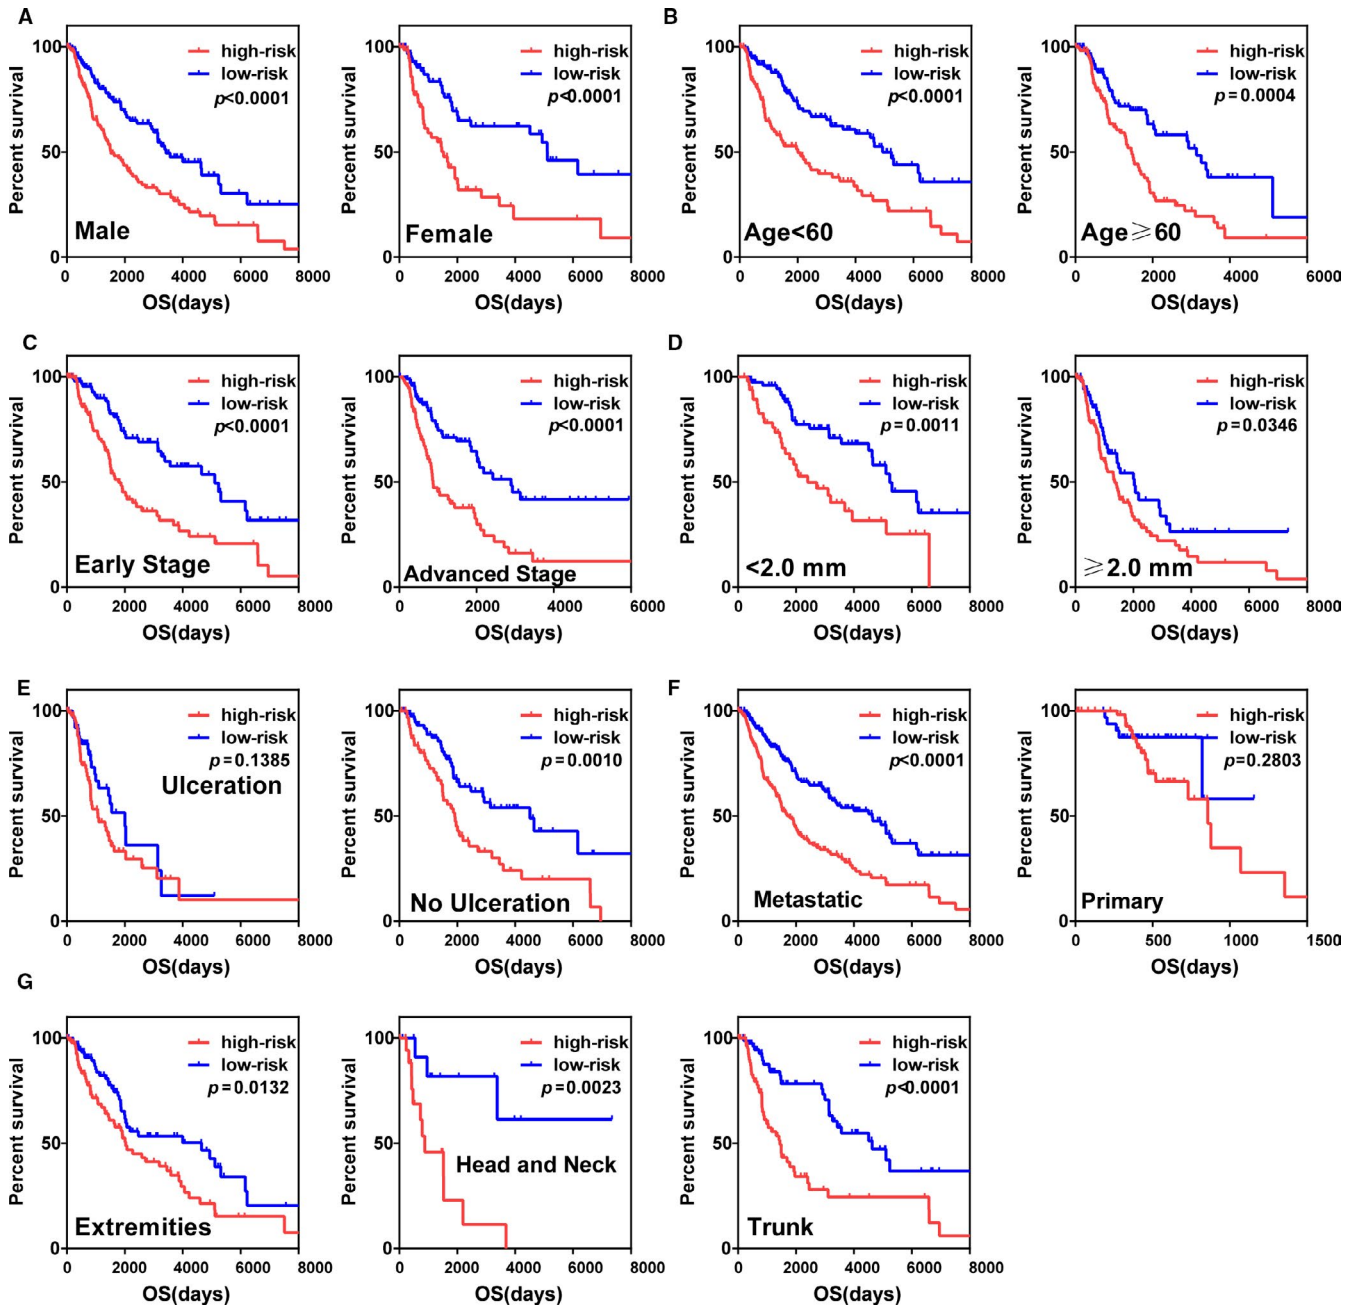 A
B
Percent survival
100
50
0
high-risk
low-risk
p<0.0001
Male
0 2000 4000 6000 8000
OS(days)
Percent survival
100
50
0
high-risk
low-risk
p<0.0001
Female
0 2000 4000 6000 8000
OS(days)
Percent survival
100
50
0
high-risk
low-risk
p<0.0001
Age<60
0 2000 4000 6000 8000
OS(days)
Percent survival
100
50
0
high-risk
low-risk
p=0.0004
Age⩾60
0 2000 4000 6000
OS(days)
C
D
Percent survival
100
50
0
high-risk
low-risk
p<0.0001
Early Stage
0 2000 4000 6000 8000
OS(days)
Percent survival
100
50
0
high-risk
low-risk
p<0.0001
Advanced Stage
0 2000 4000 6000
OS(days)
Percent survival
100
50
0
high-risk
low-risk
p=0.0011
<2.0 mm
0 2000 4000 6000 8000
OS(days)
Percent survival
100
50
0
high-risk
low-risk
p=0.0346
⩾2.0 mm
0 2000 4000 6000 8000
OS(days)
E
F
Percent survival
100
50
0
high-risk
low-risk
p=0.1385
Ulceration
0 2000 4000 6000 8000
OS(days)
Percent survival
100
50
0
high-risk
low-risk
p=0.0010
No Ulceration
0 2000 4000 6000 8000
OS(days)
Percent survival
100
50
0
high-risk
low-risk
p<0.0001
Metastatic
0 2000 4000 6000 8000
OS(days)
Percent survival
100
50
0
high-risk
low-risk
p=0.2803
Primary
0 500 1000 1500
OS(days)
G
Percent survival
100
50
0
high-risk
low-risk
p=0.0132
Extremities
0 2000 4000 6000 8000
OS(days)
Percent survival
100
50
0
high-risk
low-risk
p=0.0023
Head and Neck
0 2000 4000 6000 8000
OS(days)
Percent survival
100
50
0
high-risk
low-risk
p<0.0001
Trunk
0 2000 4000 6000 8000
OS(days)